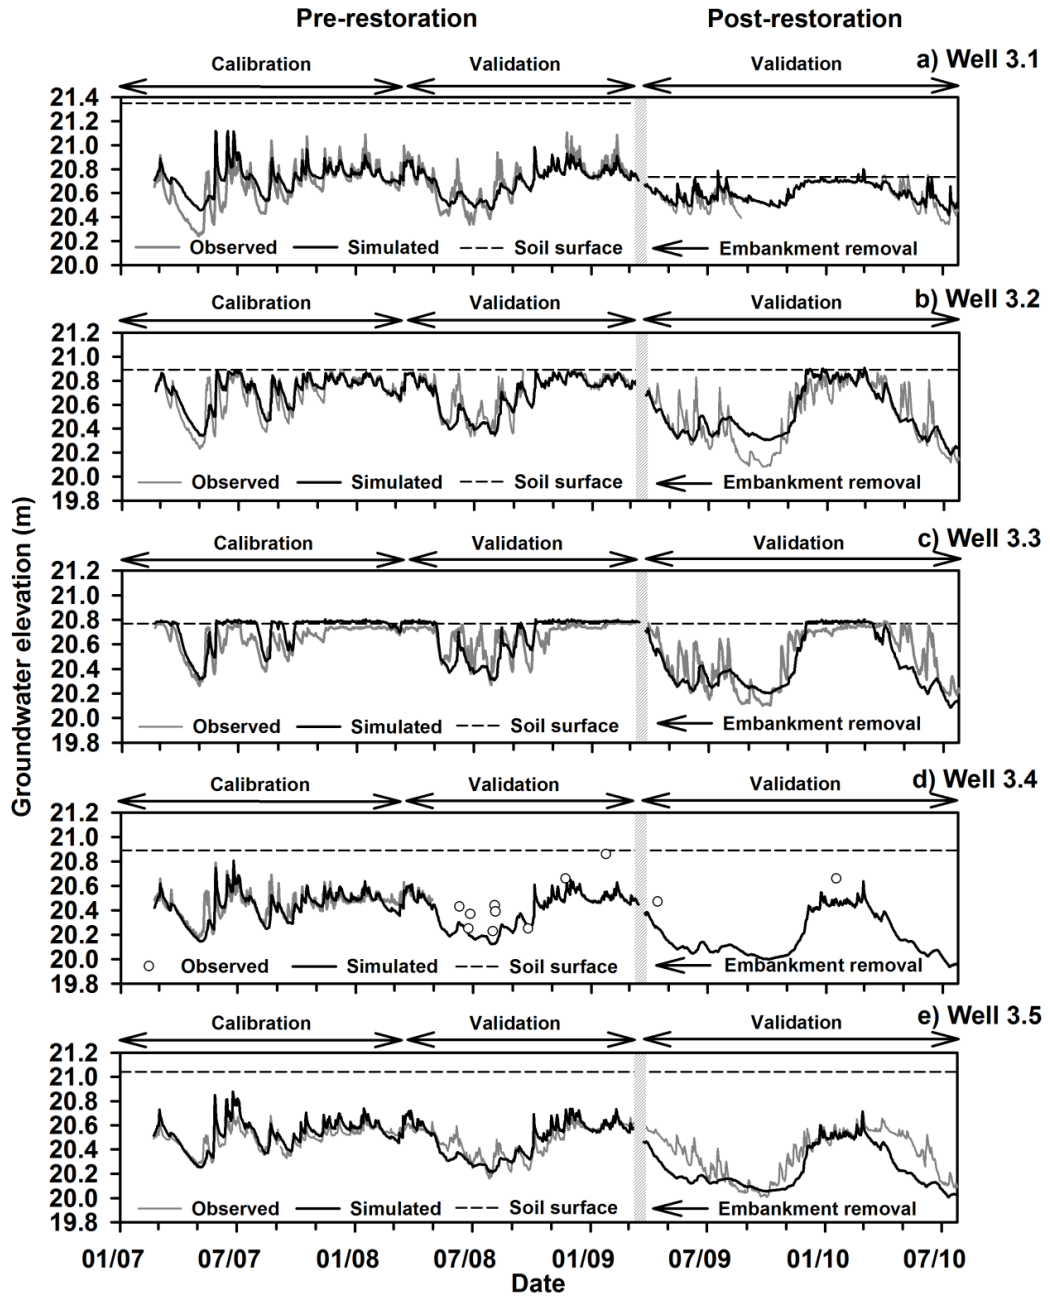 Pre-restoration Post-restoration
a) Well 3.1
Calibration Validation Validation
21.4
21.2
21.0
20.8
20.6
20.4
20.2
20.0
Observed Simulated Soil surface Embankment removal
b) Well 3.2
Calibration Validation Validation
21.2
21.0
20.8
20.6
20.4
20.2
20.0
19.8
Observed Simulated Soil surface Embankment removal
c) Well 3.3
Calibration Validation Validation
21.2
21.0
20.8
20.6
20.4
20.2
20.0
19.8
Observed Simulated Soil surface Embankment removal
Groundwater elevation (m)
d) Well 3.4
Calibration Validation Validation
21.2
21.0
20.8
20.6
20.4
20.2
20.0
19.8
Observed Simulated Soil surface Embankment removal
e) Well 3.5
Calibration Validation Validation
21.2
21.0
20.8
20.6
20.4
20.2
20.0
19.8
Observed Simulated Soil surface Embankment removal
01/07 07/07 01/08 07/08 01/09 07/09 01/10 07/10
Date